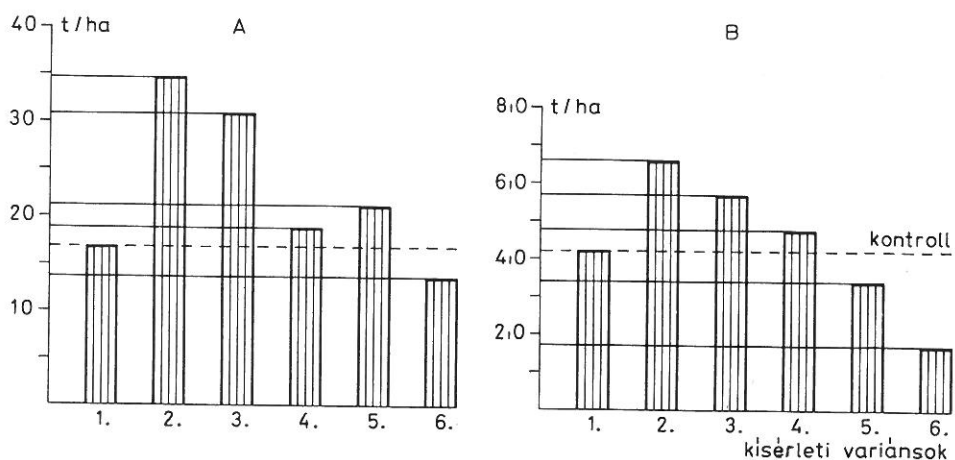 40 t/ha
A
30
20
10
1. 2. 3. 4. 5. 6.
B
8,0 t/ha
6,0
4,0
2,0
kontroll
1. 2. 3. 4. 5. 6.
kísérleti variánsok